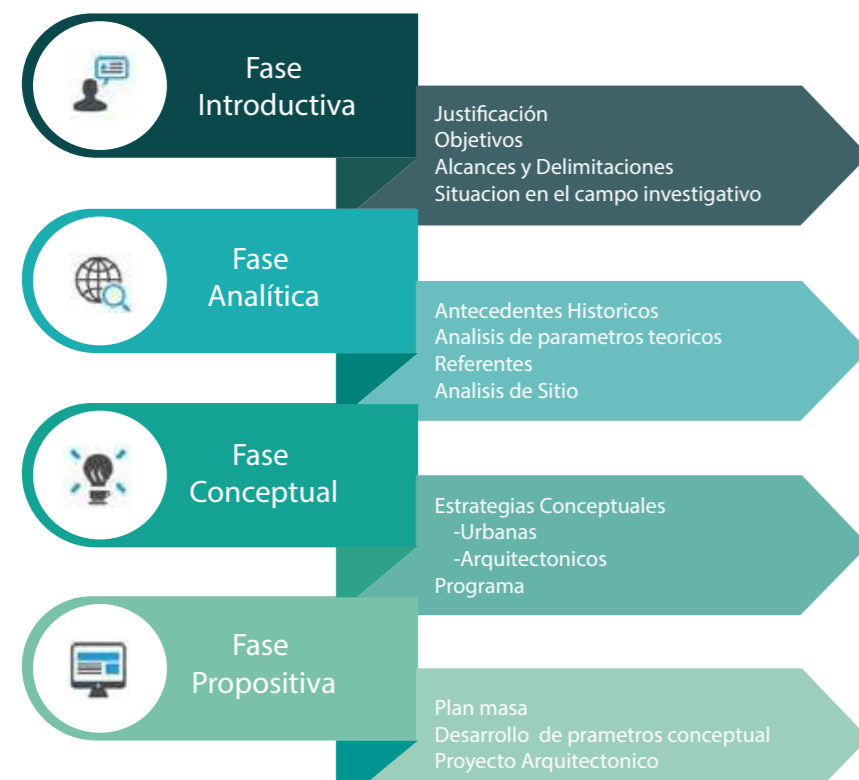 Fase
Introductiva
Justificación
Objetivos
Alcances y Delimitaciones
Situacion en el campo investigativo
Fase
Analítica
Antecedentes Historicos
Analisis de parametros teoricos
Referentes
Analisis de Sitio
Fase
Conceptual
Estrategias Conceptuales
-Urbanas
-Arquitectonicos
Programa
Fase
Propositiva
Plan masa
Desarrollo de prametros conceptual
Proyecto Arquitectonico